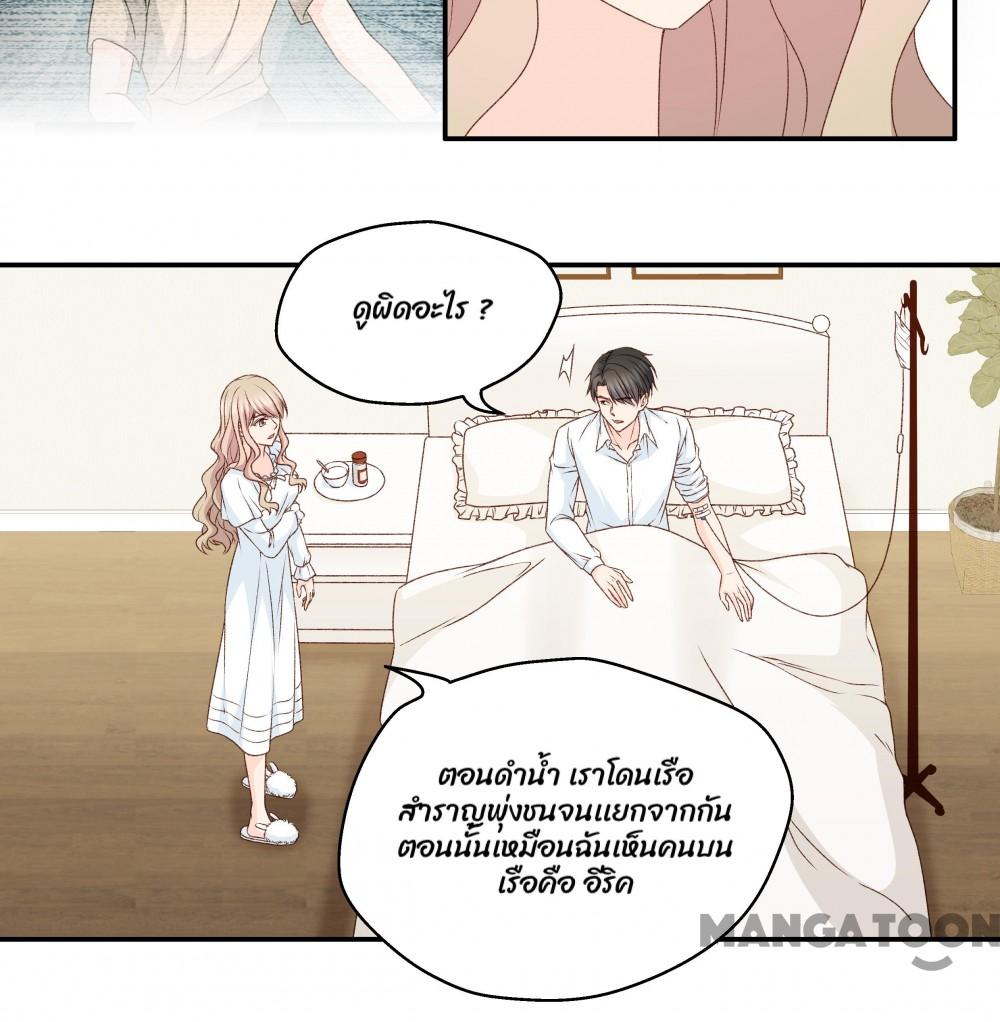 ดูผิดอะไร ?
ตอนดำน้ำ เราโดนเรือ
สำราญพุ่งชนจนแยกจากกัน
ตอนนั้นเหมือนฉันเห็นคนบน
เรือคือ อีริค
MANGATOON